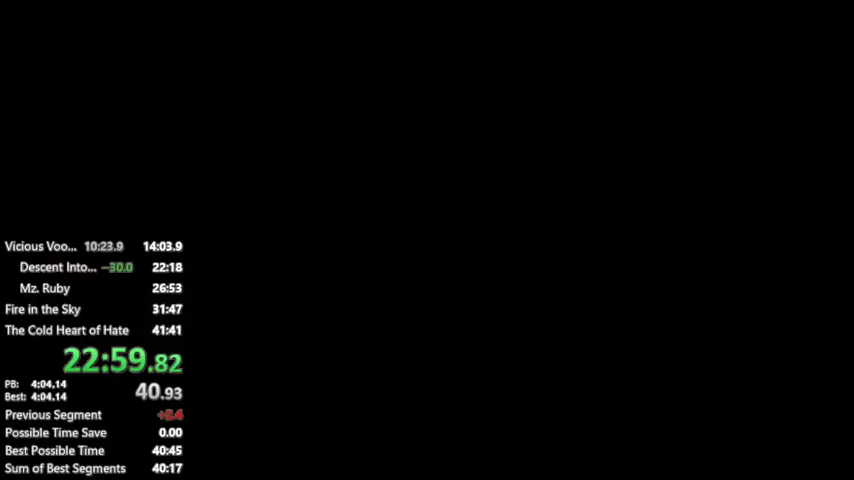 Vicious Voo... 10:23.9 14:03.9
Descent Into... −30.0 22:18
Mz. Ruby 26:53
Fire in the Sky 31:47
The Cold Heart of Hate 41:41
22:59.82
PB: 4:04.14 40.93
Best: 4:04.14
Previous Segment
Possible Time Save 0.00
Best Possible Time 40:45
Sum of Best Segments 40:17